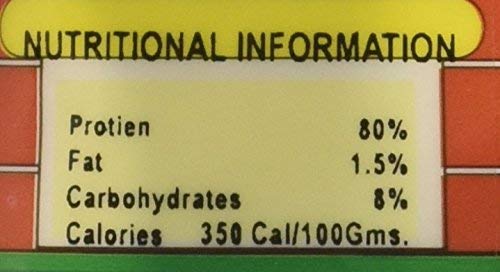 NUTRITIONAL INFORMATION
Protien 80%
Fat 1.5%
Carbohydrates 8%
Calories 350 Cal/100Gms.